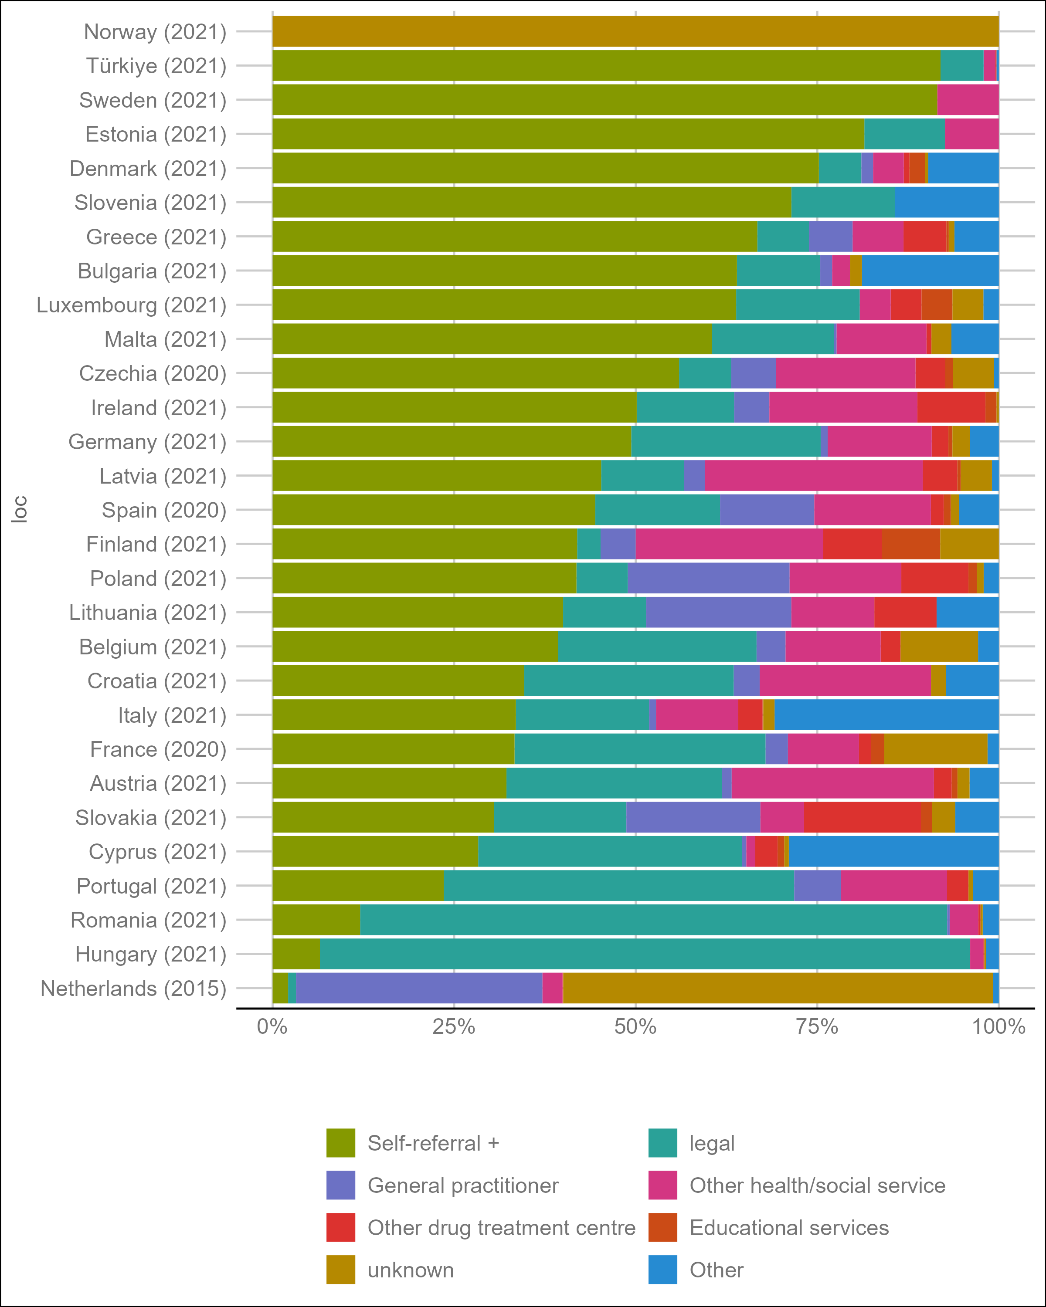 Norway (2021)
Türkiye (2021)
Sweden (2021)
Estonia (2021)
Denmark (2021)
Slovenia (2021)
Greece (2021)
Bulgaria (2021)
Luxembourg (2021)
Malta (2021)
Czechia (2020)
Ireland (2021)
Germany (2021)
Latvia (2021)
Spain (2020)
Finland (2021)
Poland (2021)
Lithuania (2021)
Belgium (2021)
Croatia (2021)
Italy (2021)
France (2020)
Austria (2021)
Slovakia (2021)
Cyprus (2021)
Portugal (2021)
Romania (2021)
Hungary (2021)
Netherlands (2015)
loc
0% 25% 50% 75% 100%
Self-referral + legal
General practitioner Other health/social service
Other drug treatment centre Educational services
unknown Other